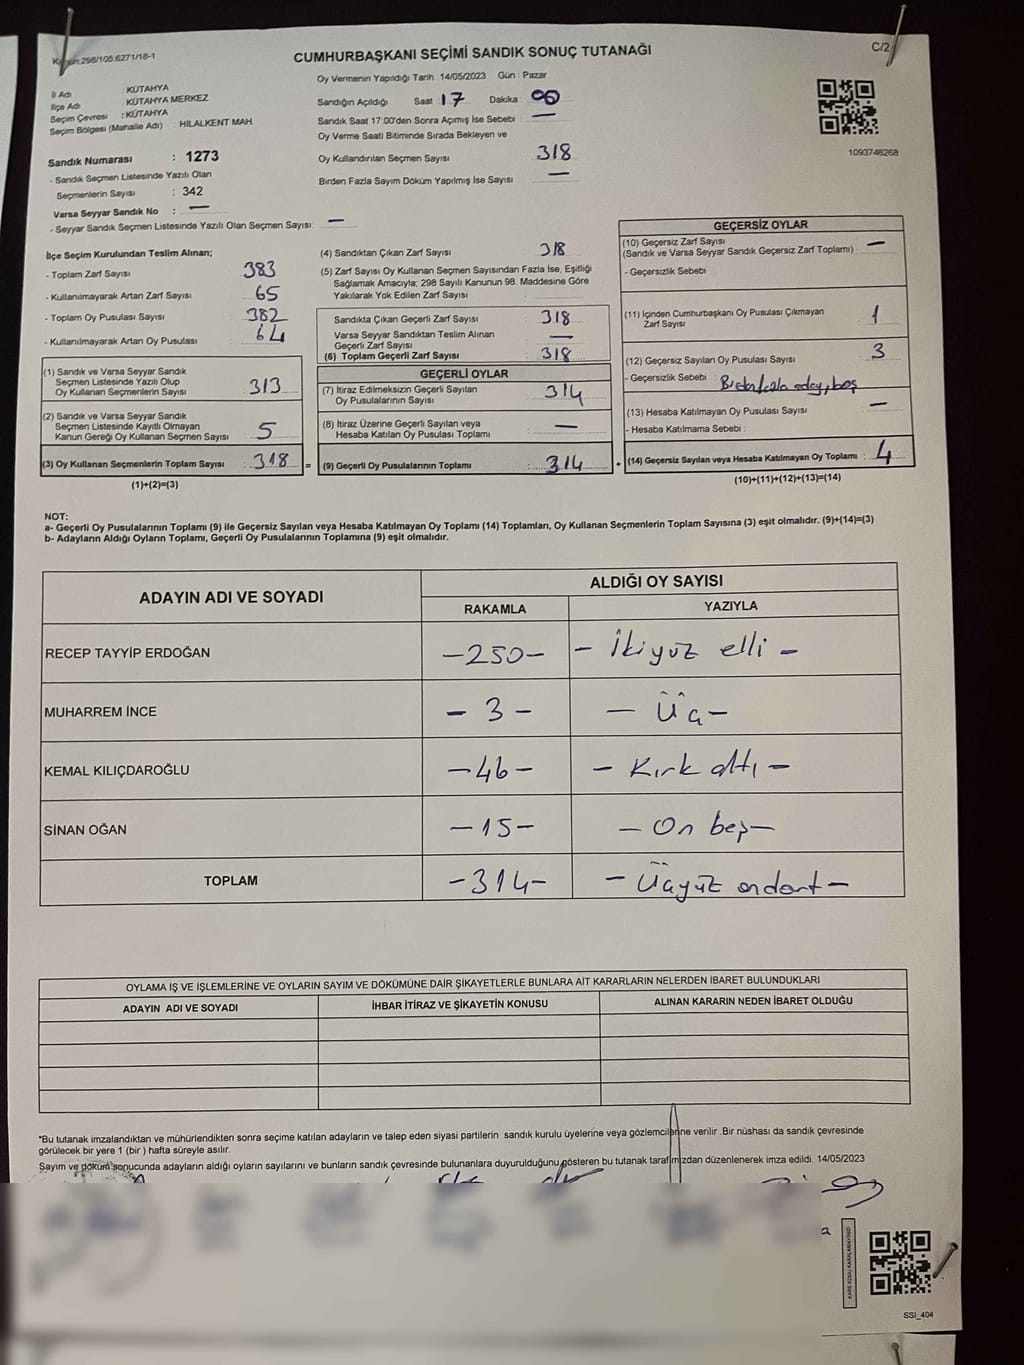 Kanun:298/105:6271/18-1
CUMHURBAŞKANI SEÇİMİ SANDIK SONUÇ TUTANAĞI
C/2
İl Adı : KÜTAHYA
İlçe Adı : KÜTAHYA MERKEZ
Seçim Çevresi : KÜTAHYA
Seçim Bölgesi (Mahalle Adı) : HİLALKENT MAH.
Sandık Numarası : 1273
- Sandık Seçmen Listesinde Yazılı Olan
Seçmenlerin Sayısı : 342
Varsa Seyyar Sandık No : —
- Seyyar Sandık Seçmen Listesinde Yazılı Olan Seçmen Sayısı: —
Oy Vermenin Yapıldığı Tarih : 14/05/2023 Gün : Pazar
Sandığın Açıldığı Saat : 17 Dakika : 00
Sandık Saat 17:00'den Sonra Açımış İse Sebebi : —
Oy Verme Saati Bitiminde Sırada Bekleyen ve
Oy Kullandırılan Seçmen Sayısı : 318
Birden Fazla Sayım Döküm Yapılmış İse Sayısı : —
1093746268
İlçe Seçim Kurulundan Teslim Alınan;
- Toplam Zarf Sayısı : 383
- Kullanılmayarak Artan Zarf Sayısı : 65
- Toplam Oy Pusulası Sayısı : 382
- Kullanılmayarak Artan Oy Pusulası : 64
(1) Sandık ve Varsa Seyyar Sandık
Seçmen Listesinde Yazılı Olup
Oy Kullanan Seçmenlerin Sayısı : 313
(2) Sandık ve Varsa Seyyar Sandık
Seçmen Listesinde Kayıtlı Olmayan
Kanun Gereği Oy Kullanan Seçmen Sayısı : 5
(3) Oy Kullanan Seçmenlerin Toplam Sayısı : 318
(1)+(2)=(3)
(4) Sandıktan Çıkan Zarf Sayısı : 318
(5) Zarf Sayısı Oy Kullanan Seçmen Sayısından Fazla İse, Eşitliği
Sağlamak Amacıyla; 298 Sayılı Kanunun 98. Maddesine Göre
Yakılarak Yok Edilen Zarf Sayısı :
Sandıkta Çıkan Geçerli Zarf Sayısı : 318
Varsa Seyyar Sandıktan Teslim Alınan
Geçerli Zarf Sayısı : —
(6) Toplam Geçerli Zarf Sayısı : 318
GEÇERLİ OYLAR
(7) İtiraz Edilmeksizin Geçerli Sayılan
Oy Pusulalarının Sayısı : 314
(8) İtiraz Üzerine Geçerli Sayılan veya
Hesaba Katılan Oy Pusulası Toplamı : —
= (9) Geçerli Oy Pusulalarının Toplamı : 314
GEÇERSİZ OYLAR
(10) Geçersiz Zarf Sayısı
(Sandık ve Varsa Seyyar Sandık Geçersiz Zarf Toplamı) : —
- Geçersizlik Sebebi
(11) İçinden Cumhurbaşkanı Oy Pusulası Çıkmayan
Zarf Sayısı : 1
(12) Geçersiz Sayılan Oy Pusulası Sayısı : 3
- Geçersizlik Sebebi : Birden fazla aday, boş
(13) Hesaba Katılmayan Oy Pusulası Sayısı : —
- Hesaba Katılmama Sebebi :
+ (14) Geçersiz Sayılan veya Hesaba Katılmayan Oy Toplamı : 4
(10)+(11)+(12)+(13)=(14)
NOT:
a- Geçerli Oy Pusulalarının Toplamı (9) ile Geçersiz Sayılan veya Hesaba Katılmayan Oy Toplamı (14) Toplamları, Oy Kullanan Seçmenlerin Toplam Sayısına (3) eşit olmalıdır. (9)+(14)=(3)
b- Adayların Aldığı Oyların Toplamı, Geçerli Oy Pusulalarının Toplamına (9) eşit olmalıdır.
ADAYIN ADI VE SOYADI
ALDIĞI OY SAYISI
RAKAMLA YAZIYLA
RECEP TAYYİP ERDOĞAN -250- - İkiyüz elli -
MUHARREM İNCE - 3 - - Üç -
KEMAL KILIÇDAROĞLU -46- - Kırk altı -
SİNAN OĞAN -15- - On beş -
TOPLAM -314- - Üçyüz ondört -
OYLAMA İŞ VE İŞLEMLERİNE VE OYLARIN SAYIM VE DÖKÜMÜNE DAİR ŞİKAYETLERLE BUNLARA AİT KARARLARIN NELERDEN İBARET BULUNDUKLARI
ADAYIN ADI VE SOYADI İHBAR İTİRAZ VE ŞİKAYETİN KONUSU ALINAN KARARIN NEDEN İBARET OLDUĞU
*Bu tutanak imzalandıktan ve mühürlendikten sonra seçime katılan adayların ve talep eden siyasi partilerin sandık kurulu üyelerine veya gözlemcilerine verilir .Bir nüshası da sandık çevresinde
görülecek bir yere 1 (bir ) hafta süreyle asılır.
Sayım ve döküm sonucunda adayların aldığı oyların sayılarını ve bunların sandık çevresinde bulunanlara duyurulduğunu gösteren bu tutanak tarafımızdan düzenlenerek imza edildi. 14/05/2023
SSI_404